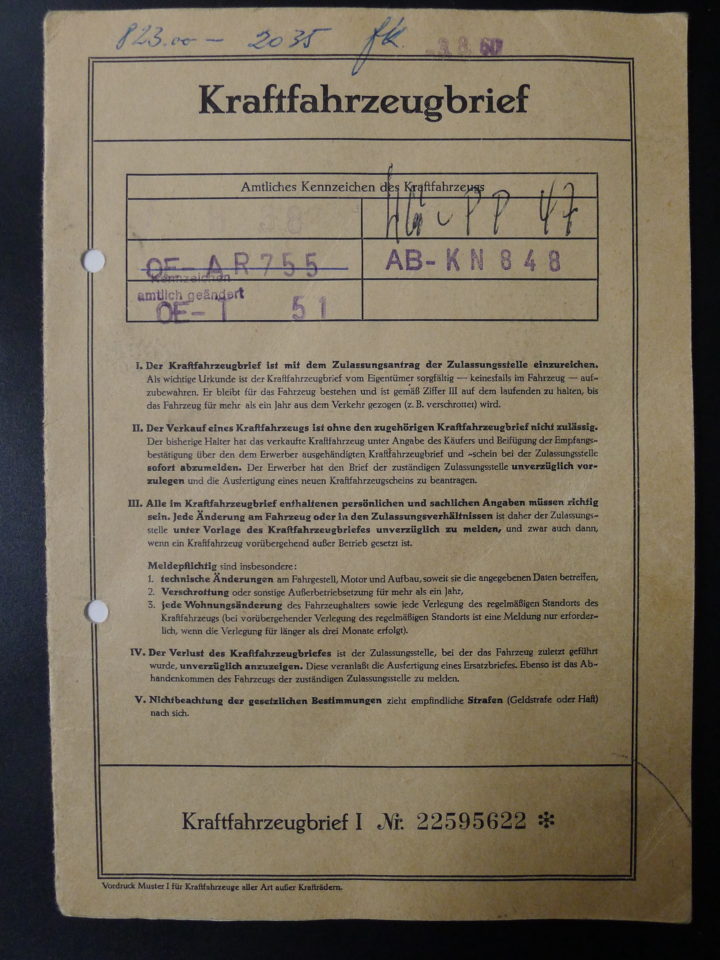 823.00 – 2035 fk. -3.8.60
Kraftfahrzeugbrief
Amtliches Kennzeichen des Kraftfahrzeugs
PP 47
OF-AR755
AB-KN848
Kennzeichen
amtlich geändert
OF-T 51
I. Der Kraftfahrzeugbrief ist mit dem Zulassungsantrag der Zulassungsstelle einzureichen.
Als wichtige Urkunde ist der Kraftfahrzeugbrief vom Eigentümer sorgfältig — keinesfalls im Fahrzeug — auf-
zubewahren. Er bleibt für das Fahrzeug bestehen und ist gemäß Ziffer III auf dem laufenden zu halten, bis
das Fahrzeug für mehr als ein Jahr aus dem Verkehr gezogen (z. B. verschrottet) wird.
II. Der Verkauf eines Kraftfahrzeugs ist ohne den zugehörigen Kraftfahrzeugbrief nicht zulässig.
Der bisherige Halter hat das verkaufte Kraftfahrzeug unter Angabe des Käufers und Beifügung der Empfangs-
bestätigung über den dem Erwerber ausgehändigten Kraftfahrzeugbrief und -schein bei der Zulassungsstelle
sofort abzumelden. Der Erwerber hat den Brief der zuständigen Zulassungsstelle unverzüglich vor-
zulegen und die Ausfertigung eines neuen Kraftfahrzeugscheins zu beantragen.
III. Alle im Kraftfahrzeugbrief enthaltenen persönlichen und sachlichen Angaben müssen richtig
sein. Jede Änderung am Fahrzeug oder in den Zulassungsverhältnissen ist daher der Zulassungs-
stelle unter Vorlage des Kraftfahrzeugbriefes unverzüglich zu melden, und zwar auch dann,
wenn ein Kraftfahrzeug vorübergehend außer Betrieb gesetzt ist.
Meldepflichtig sind insbesondere:
1. technische Änderungen am Fahrgestell, Motor und Aufbau, soweit sie die angegebenen Daten betreffen,
2. Verschrottung oder sonstige Außerbetriebsetzung für mehr als ein Jahr,
3. jede Wohnungsänderung des Fahrzeughalters sowie jede Verlegung des regelmäßigen Standorts des
Kraftfahrzeugs (bei vorübergehender Verlegung des regelmäßigen Standorts ist eine Meldung nur erforder-
lich, wenn die Verlegung für länger als drei Monate erfolgt).
IV. Der Verlust des Kraftfahrzeugbriefes ist der Zulassungsstelle, bei der das Fahrzeug zuletzt geführt
wurde, unverzüglich anzuzeigen. Diese veranlaßt die Ausfertigung eines Ersatzbriefes. Ebenso ist das Ab-
handenkommen des Fahrzeugs der zuständigen Zulassungsstelle zu melden.
V. Nichtbeachtung der gesetzlichen Bestimmungen zieht empfindliche Strafen (Geldstrafe oder Haft)
nach sich.
Kraftfahrzeugbrief I Nr. 22595622 *
Vordruck Muster I für Kraftfahrzeuge aller Art außer Krafträdern.